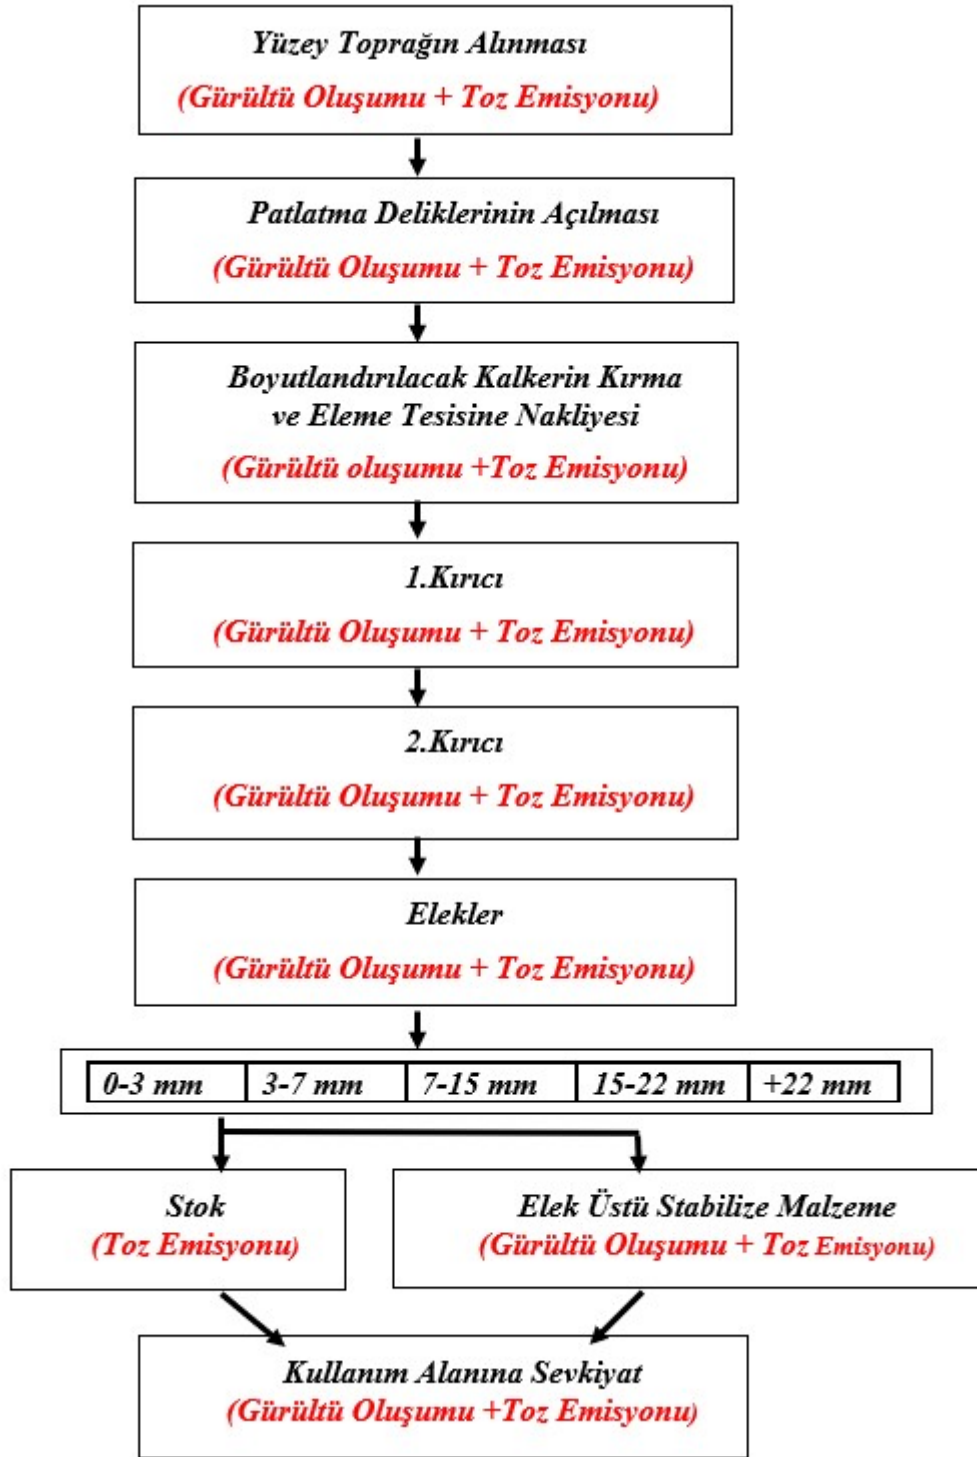 Yüzey Toprağın Alınması
(Gürültü Oluşumu + Toz Emisyonu)
Patlatma Deliklerinin Açılması
(Gürültü Oluşumu + Toz Emisyonu)
Boyutlandırılacak Kalkerin Kırma
ve Eleme Tesisine Nakliyesi
(Gürültü oluşumu +Toz Emisyonu)
1.Kırıcı
(Gürültü Oluşumu + Toz Emisyonu)
2.Kırıcı
(Gürültü Oluşumu + Toz Emisyonu)
Elekler
(Gürültü Oluşumu + Toz Emisyonu)
0-3 mm 3-7 mm 7-15 mm 15-22 mm +22 mm
Stok
(Toz Emisyonu)
Elek Üstü Stabilize Malzeme
(Gürültü Oluşumu + Toz Emisyonu)
Kullanım Alanına Sevkiyat
(Gürültü Oluşumu +Toz Emisyonu)